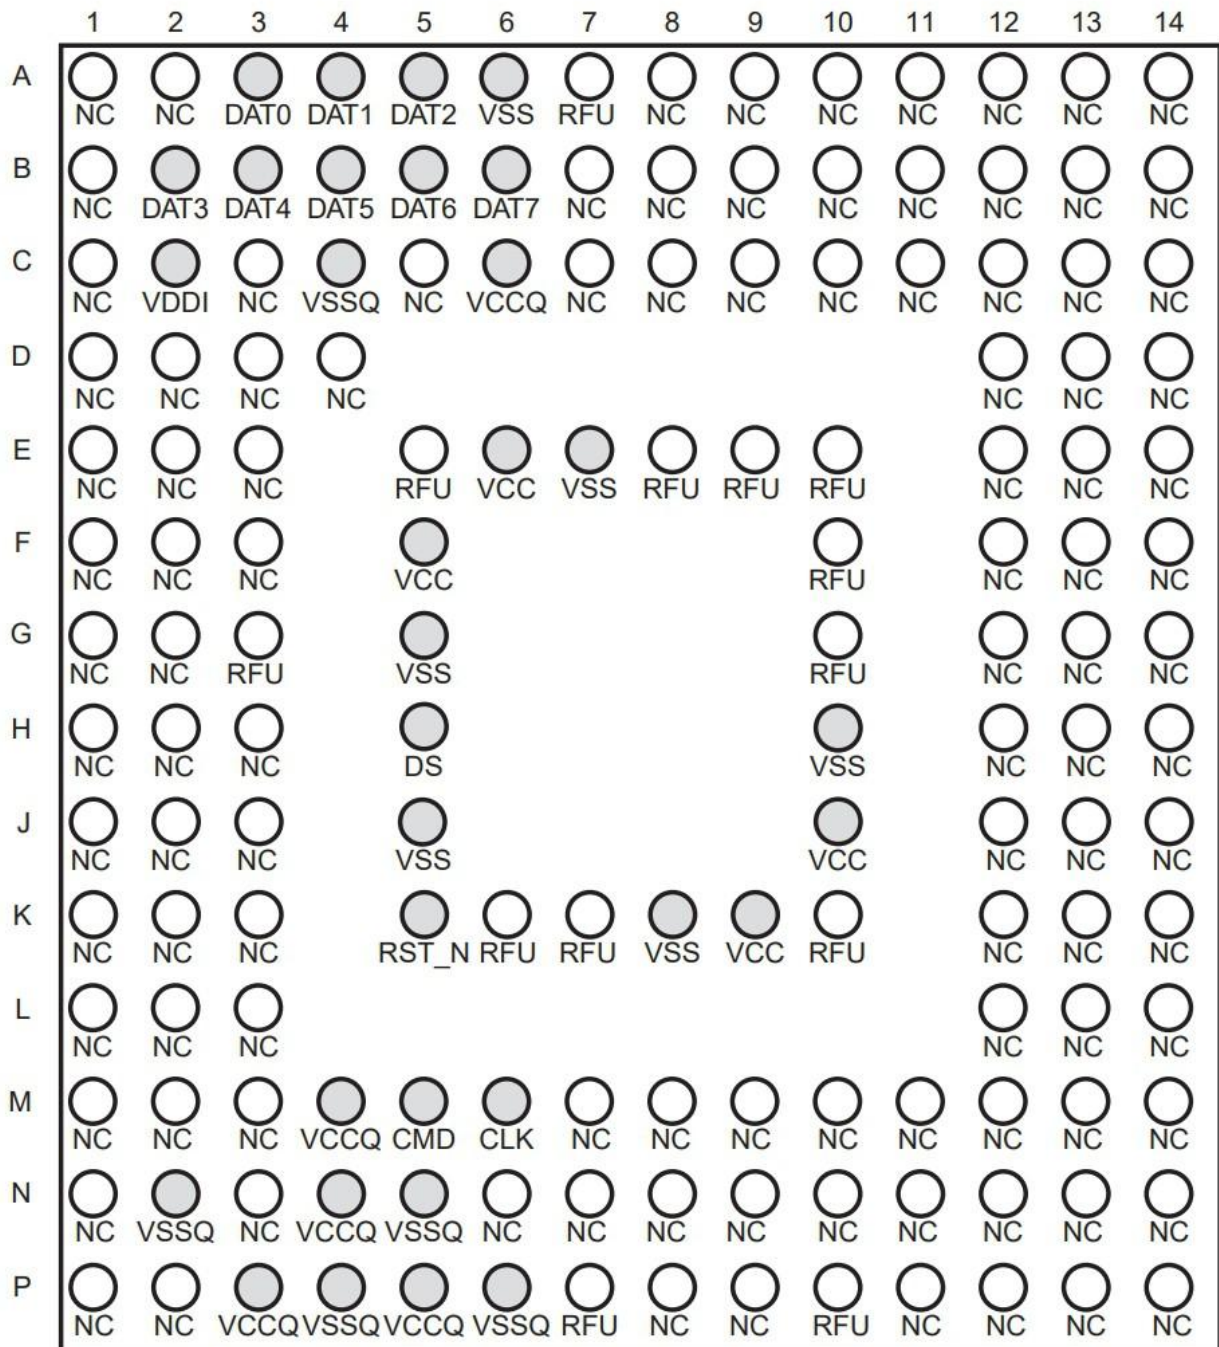 1 2 3 4 5 6 7 8 9 10 11 12 13 14
A
NC NC DAT0 DAT1 DAT2 VSS RFU NC NC NC NC NC NC NC
B
NC DAT3 DAT4 DAT5 DAT6 DAT7 NC NC NC NC NC NC NC NC
C
NC VDDI NC VSSQ NC VCCQ NC NC NC NC NC NC NC NC
D
NC NC NC NC NC NC NC
E
NC NC NC RFU VCC VSS RFU RFU RFU NC NC NC
F
NC NC NC VCC RFU NC NC NC
G
NC NC RFU VSS RFU NC NC NC
H
NC NC NC DS VSS NC NC NC
J
NC NC NC VSS VCC NC NC NC
K
NC NC NC RST_N RFU RFU VSS VCC RFU NC NC NC
L
NC NC NC NC NC NC
M
NC NC NC VCCQ CMD CLK NC NC NC NC NC NC NC NC
N
NC VSSQ NC VCCQ VSSQ NC NC NC NC NC NC NC NC NC
P
NC NC VCCQ VSSQ VCCQ VSSQ RFU NC NC RFU NC NC NC NC